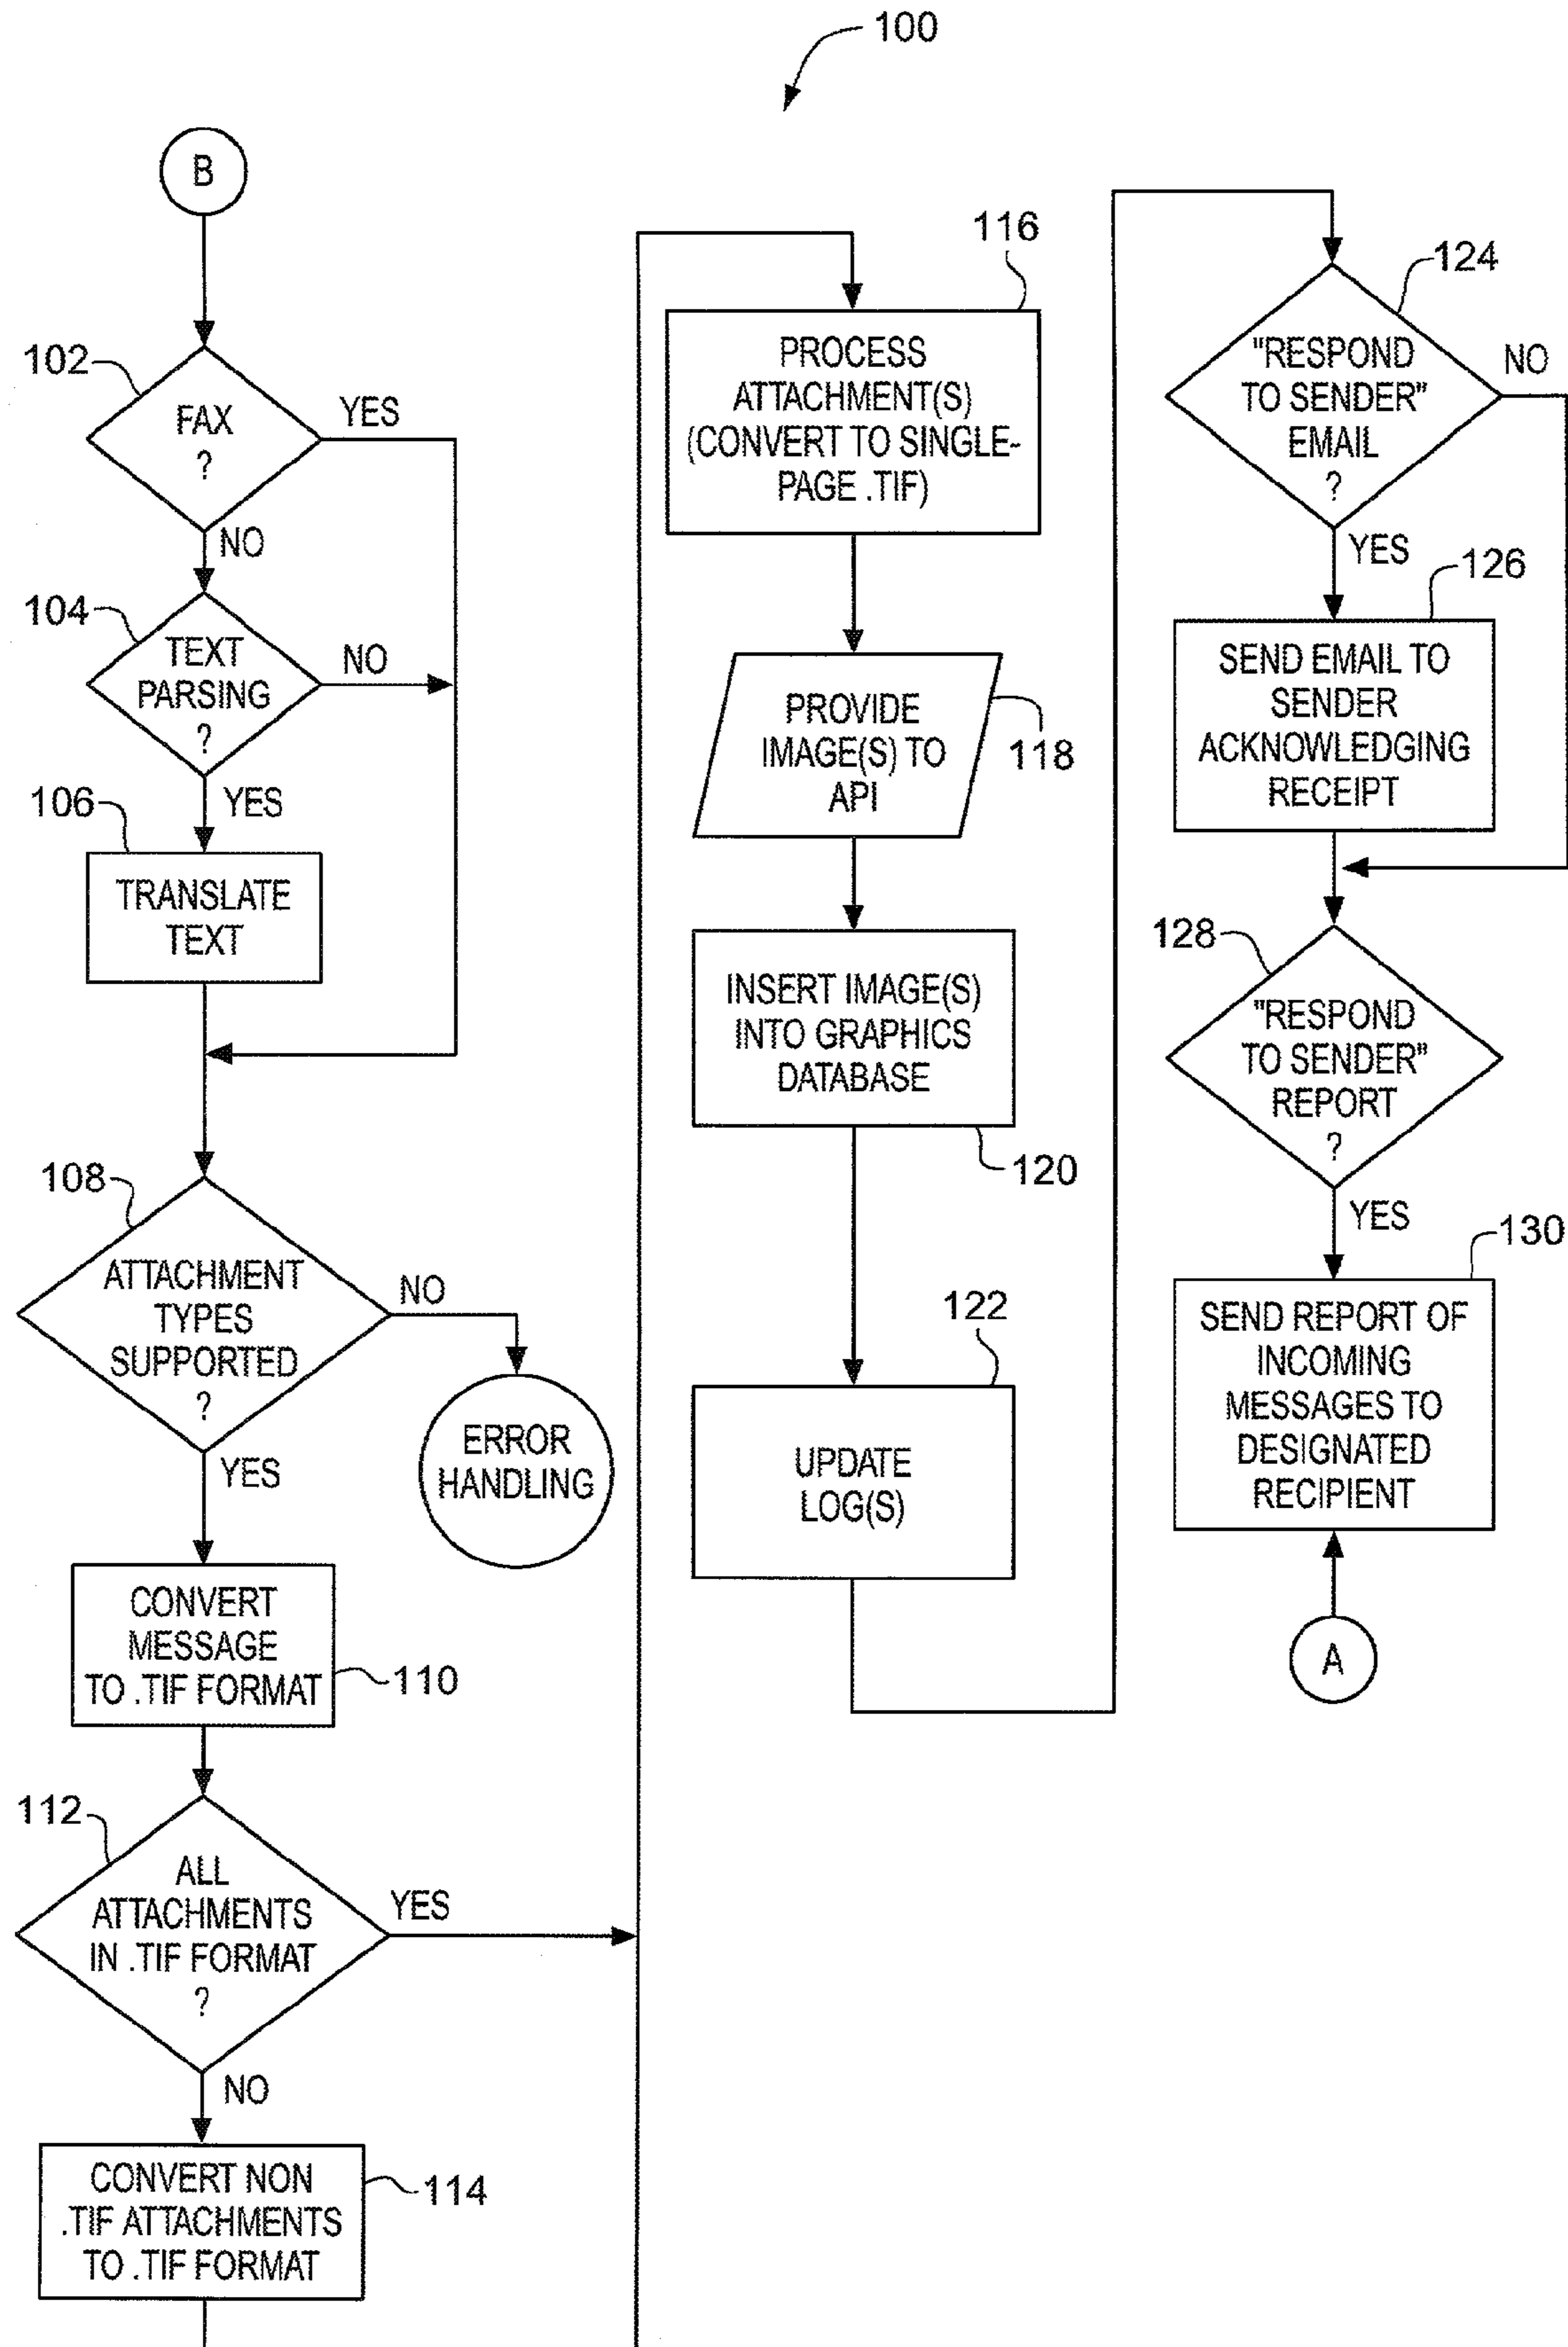 100
B
102
FAX
?
YES
NO
104
TEXT
PARSING
?
NO
YES
106
TRANSLATE
TEXT
108
ATTACHMENT
TYPES
SUPPORTED
?
NO
ERROR
HANDLING
YES
CONVERT
MESSAGE
TO .TIF FORMAT
110
112
ALL
ATTACHMENTS
IN .TIF FORMAT
?
YES
NO
CONVERT NON
.TIF ATTACHMENTS
TO .TIF FORMAT
114
116
PROCESS
ATTACHMENT(S)
(CONVERT TO SINGLE-
PAGE .TIF)
PROVIDE
IMAGE(S) TO
API
118
INSERT IMAGE(S)
INTO GRAPHICS
DATABASE
120
122
UPDATE
LOG(S)
124
"RESPOND
TO SENDER"
EMAIL
?
NO
YES
126
SEND EMAIL TO
SENDER
ACKNOWLEDGING
RECEIPT
128
"RESPOND
TO SENDER"
REPORT
?
YES
130
SEND REPORT OF
INCOMING
MESSAGES TO
DESIGNATED
RECIPIENT
A